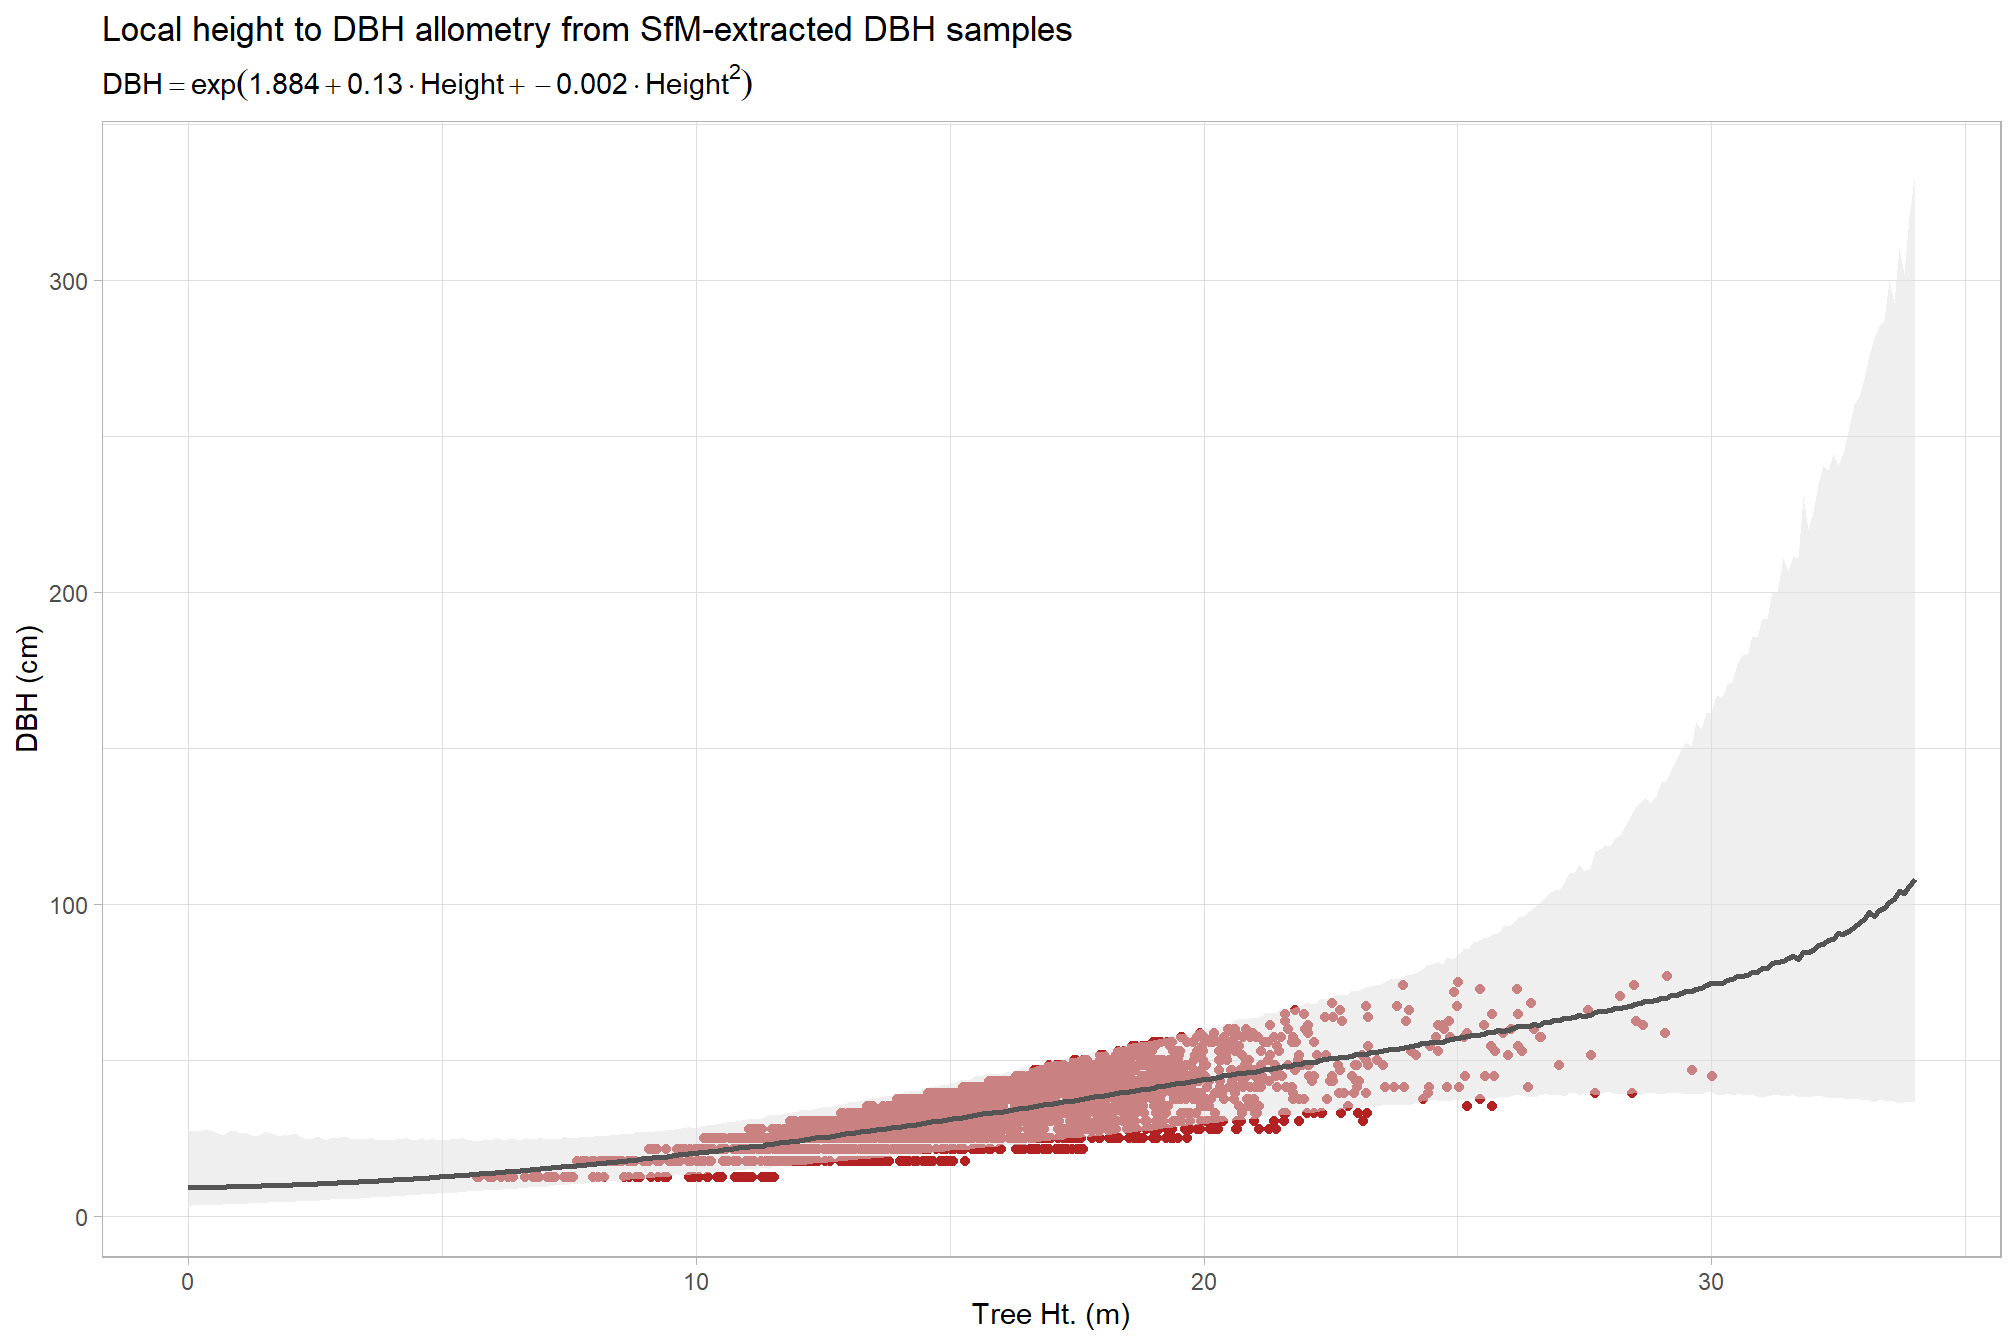 Local height to DBH allometry from SfM-extracted DBH samples
DBH = exp(1.884 + 0.13 · Height + − 0.002 · Height²)
300
200
100
0
DBH (cm)
0 10 20 30
Tree Ht. (m)